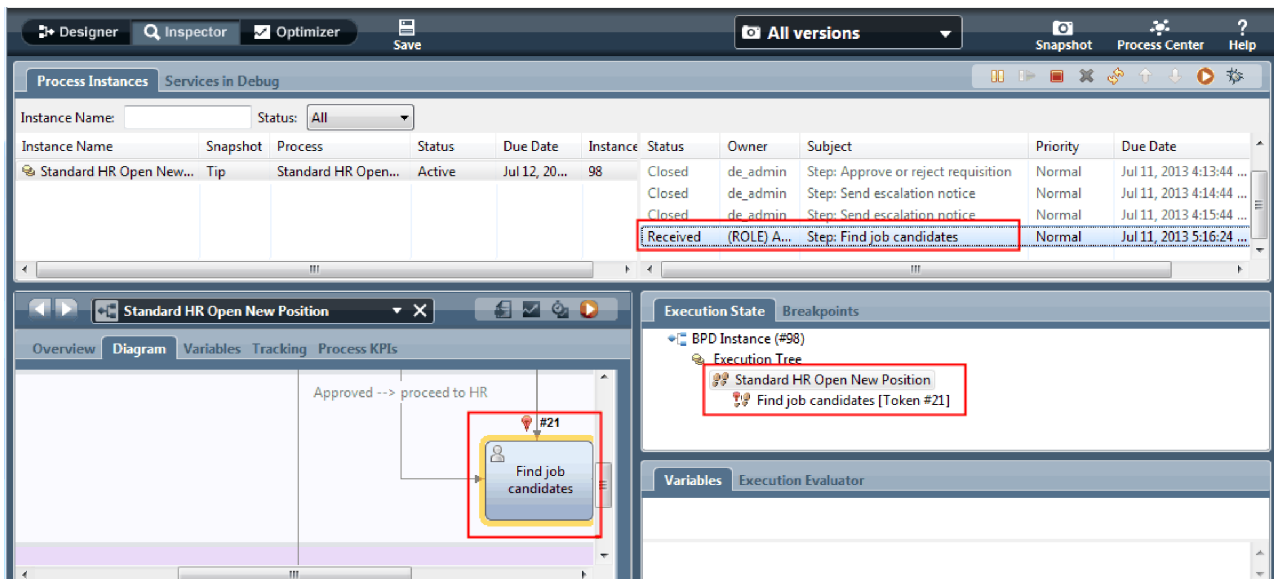 Designer Inspector Optimizer Save All versions Snapshot Process Center Help
Process Instances Services in Debug
Instance Name: Status: All
Instance Name Snapshot Process Status Due Date Instance Status Owner Subject Priority Due Date
Standard HR Open New... Tip Standard HR Open... Active Jul 12, 20... 98 Closed de_admin Step: Approve or reject requisition Normal Jul 11, 2013 4:13:44 ...
Closed de_admin Step: Send escalation notice Normal Jul 11, 2013 4:14:44 ...
Closed de_admin Step: Send escalation notice Normal Jul 11, 2013 4:15:44 ...
Received (ROLE) A... Step: Find job candidates Normal Jul 11, 2013 5:16:24 ...
Standard HR Open New Position
Overview Diagram Variables Tracking Process KPIs
Approved --> proceed to HR
#21
Find job
candidates
Execution State Breakpoints
BPD Instance (#98)
Execution Tree
Standard HR Open New Position
Find job candidates [Token #21]
Variables Execution Evaluator